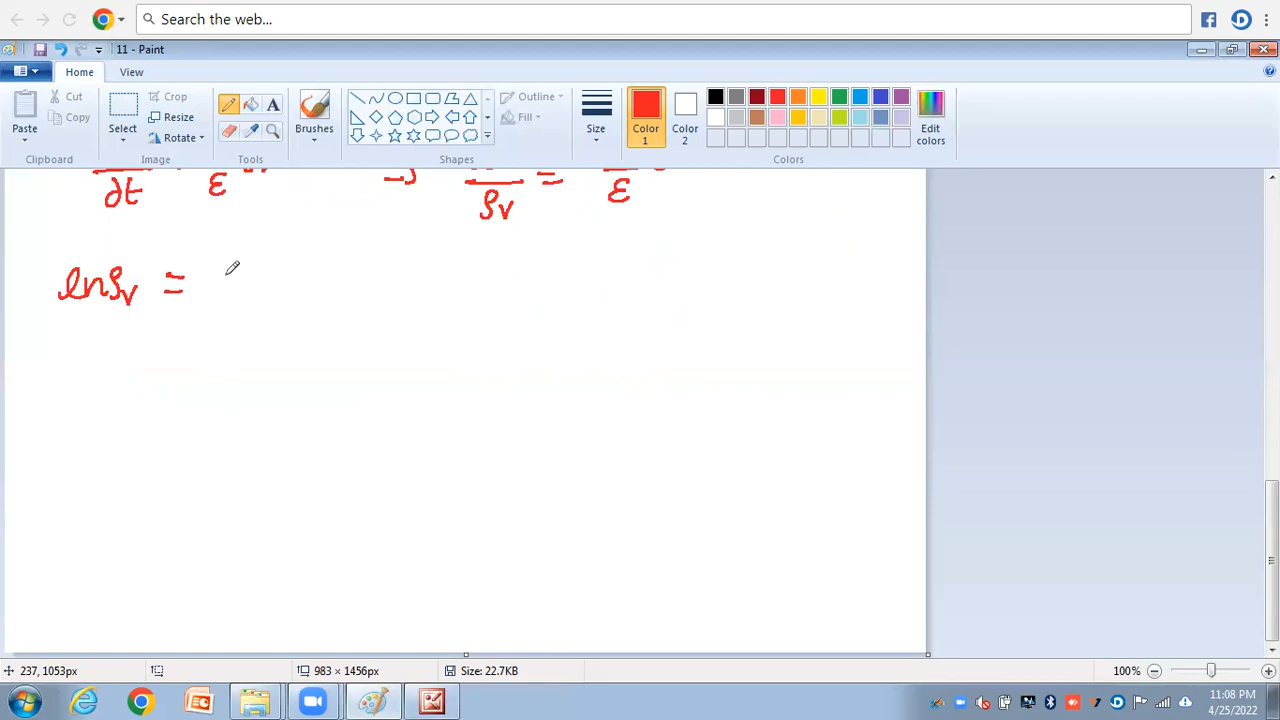 Search the web...
11 - Paint
Home View
Paste
Cut
Copy
Clipboard
Select
Crop
Resize
Rotate
Image
A
Tools
Brushes
Outline
Fill
Shapes
Size
Color 1
Color 2
Edit colors
Colors
∂t ε
ρv = ε
lnρv =
237, 1053px
983 × 1456px
Size: 22.7KB
100%
11:08 PM
4/25/2022